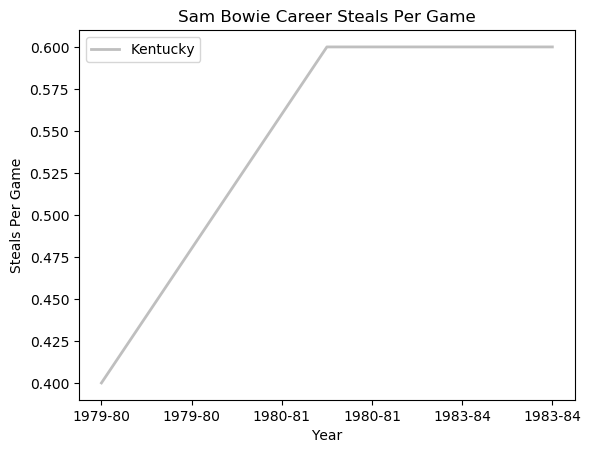 Sam Bowie Career Steals Per Game
Kentucky
0.600
0.575
0.550
0.525
0.500
0.475
0.450
0.425
0.400
Steals Per Game
1979-80 1979-80 1980-81 1980-81 1983-84 1983-84
Year